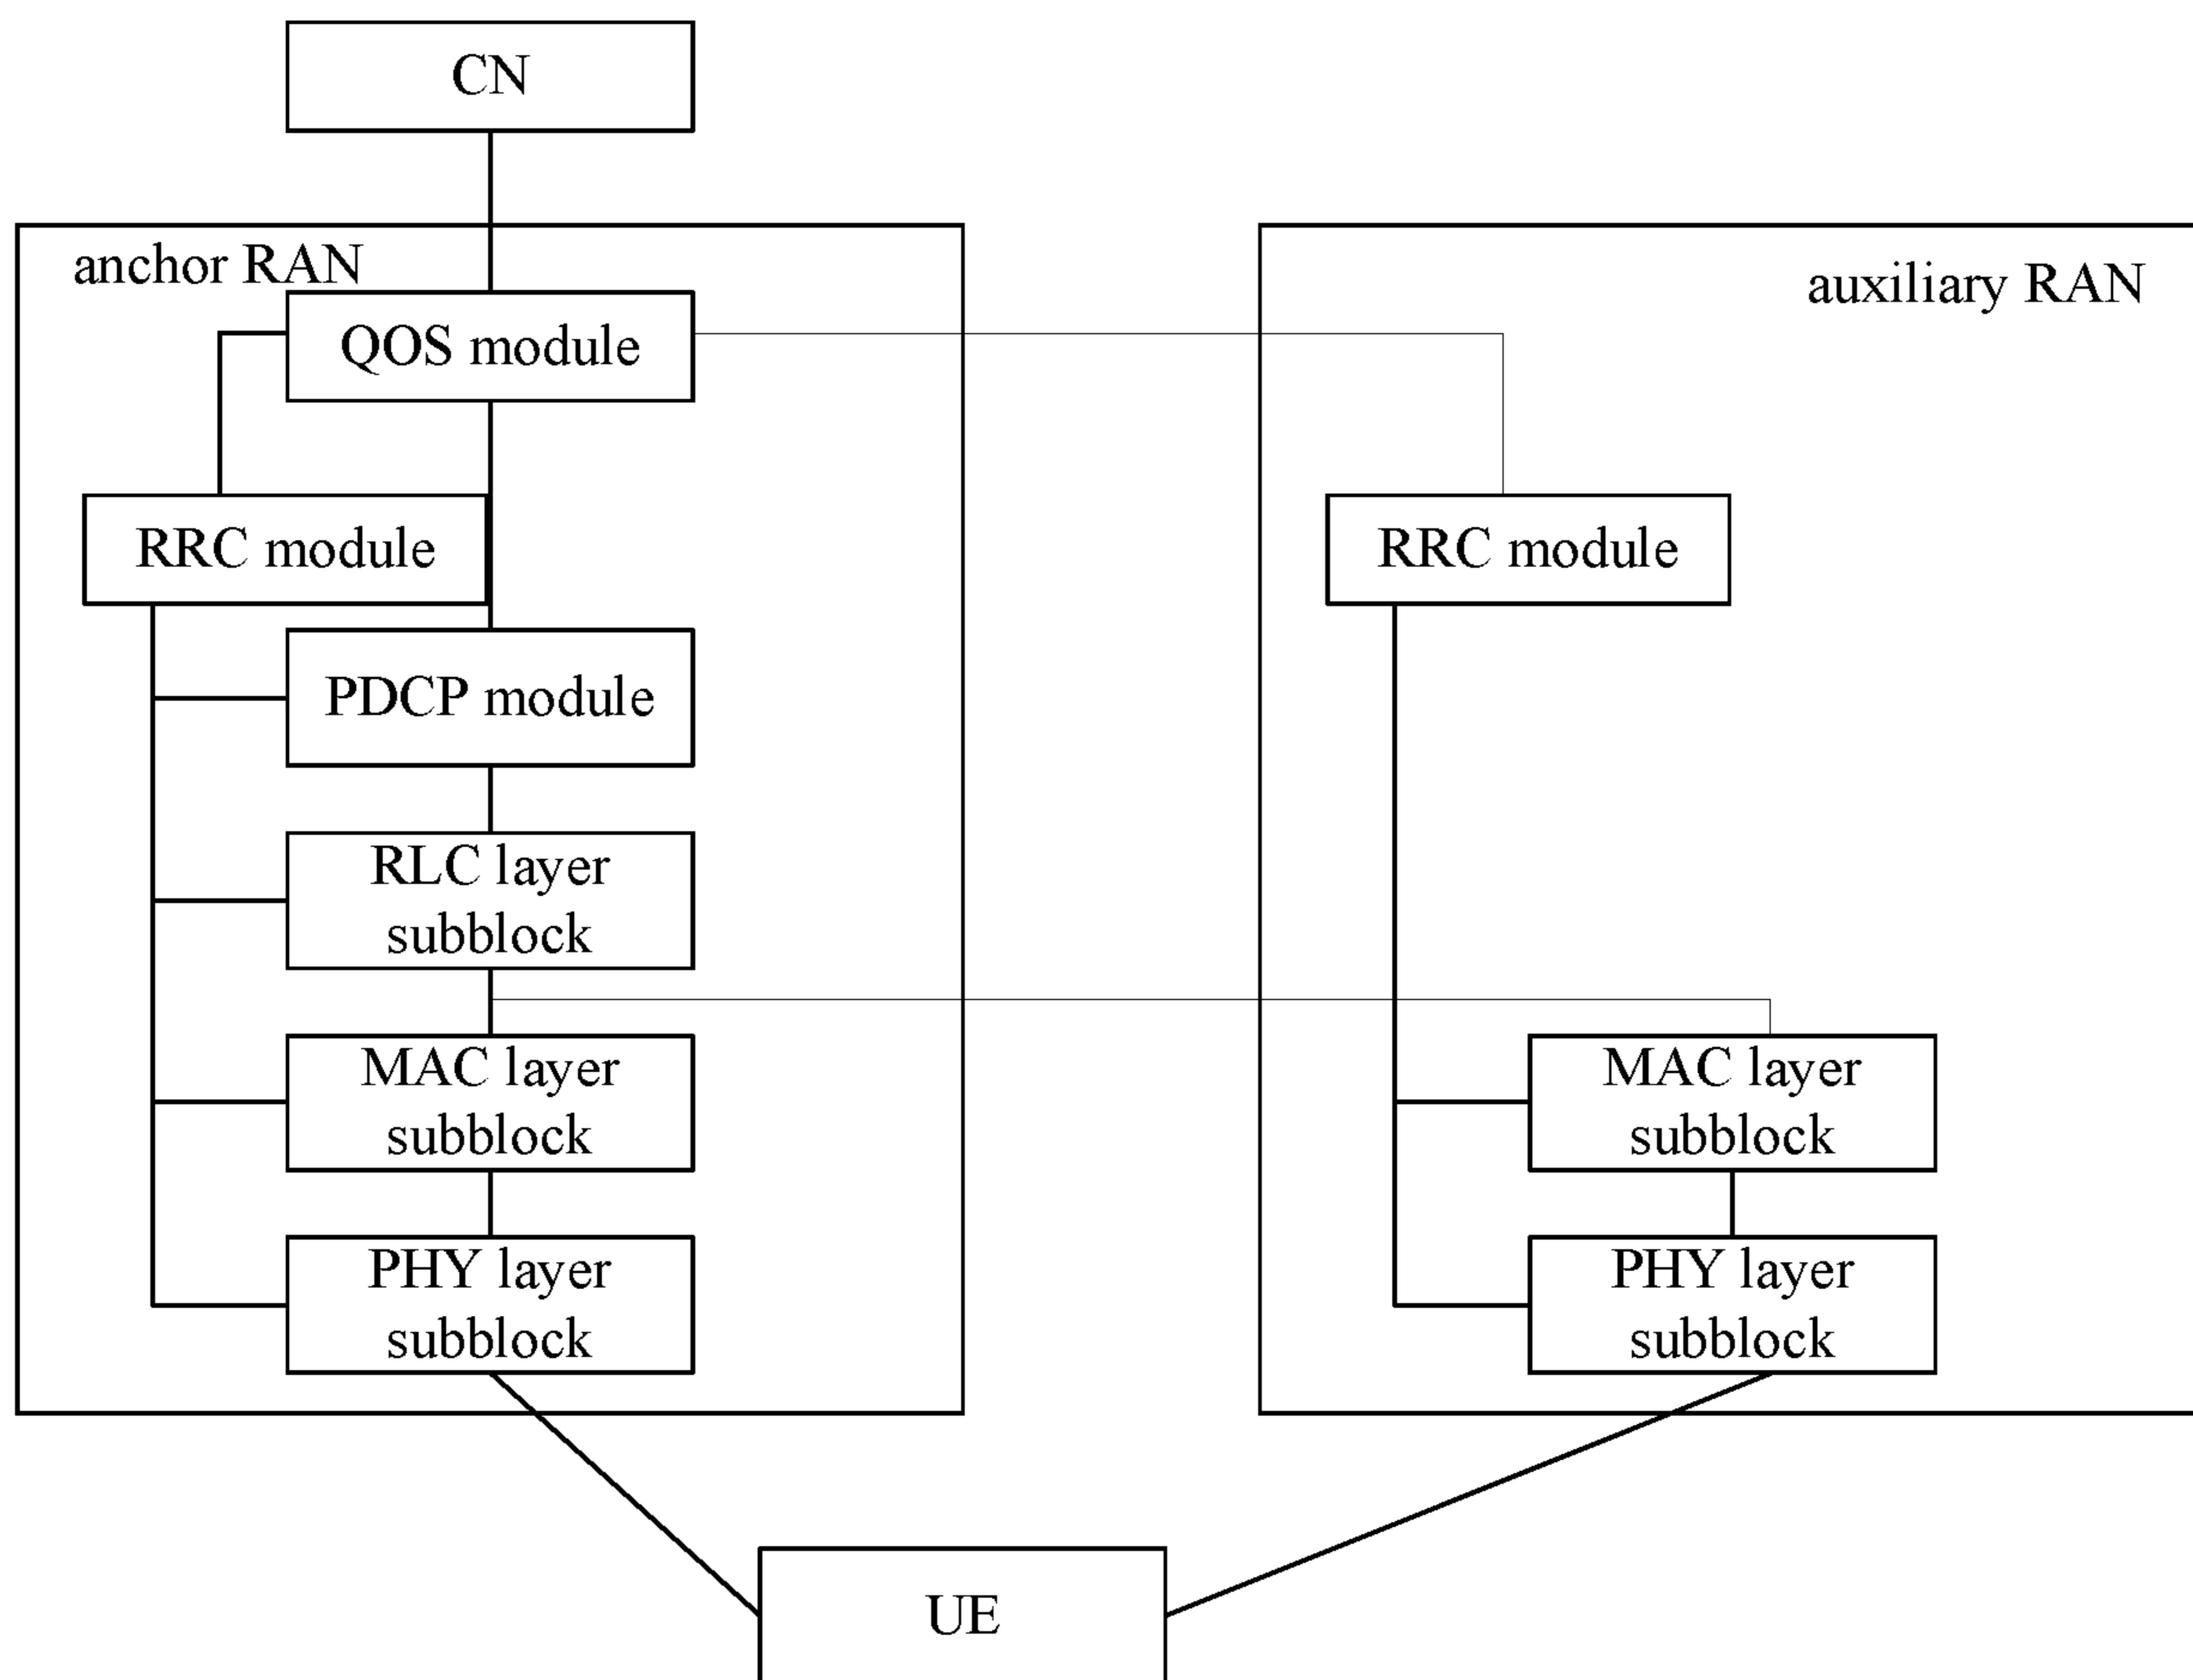 CN
anchor RAN
auxiliary RAN
QOS module
RRC module
RRC module
PDCP module
RLC layer
subblock
MAC layer
subblock
MAC layer
subblock
PHY layer
subblock
PHY layer
subblock
UE